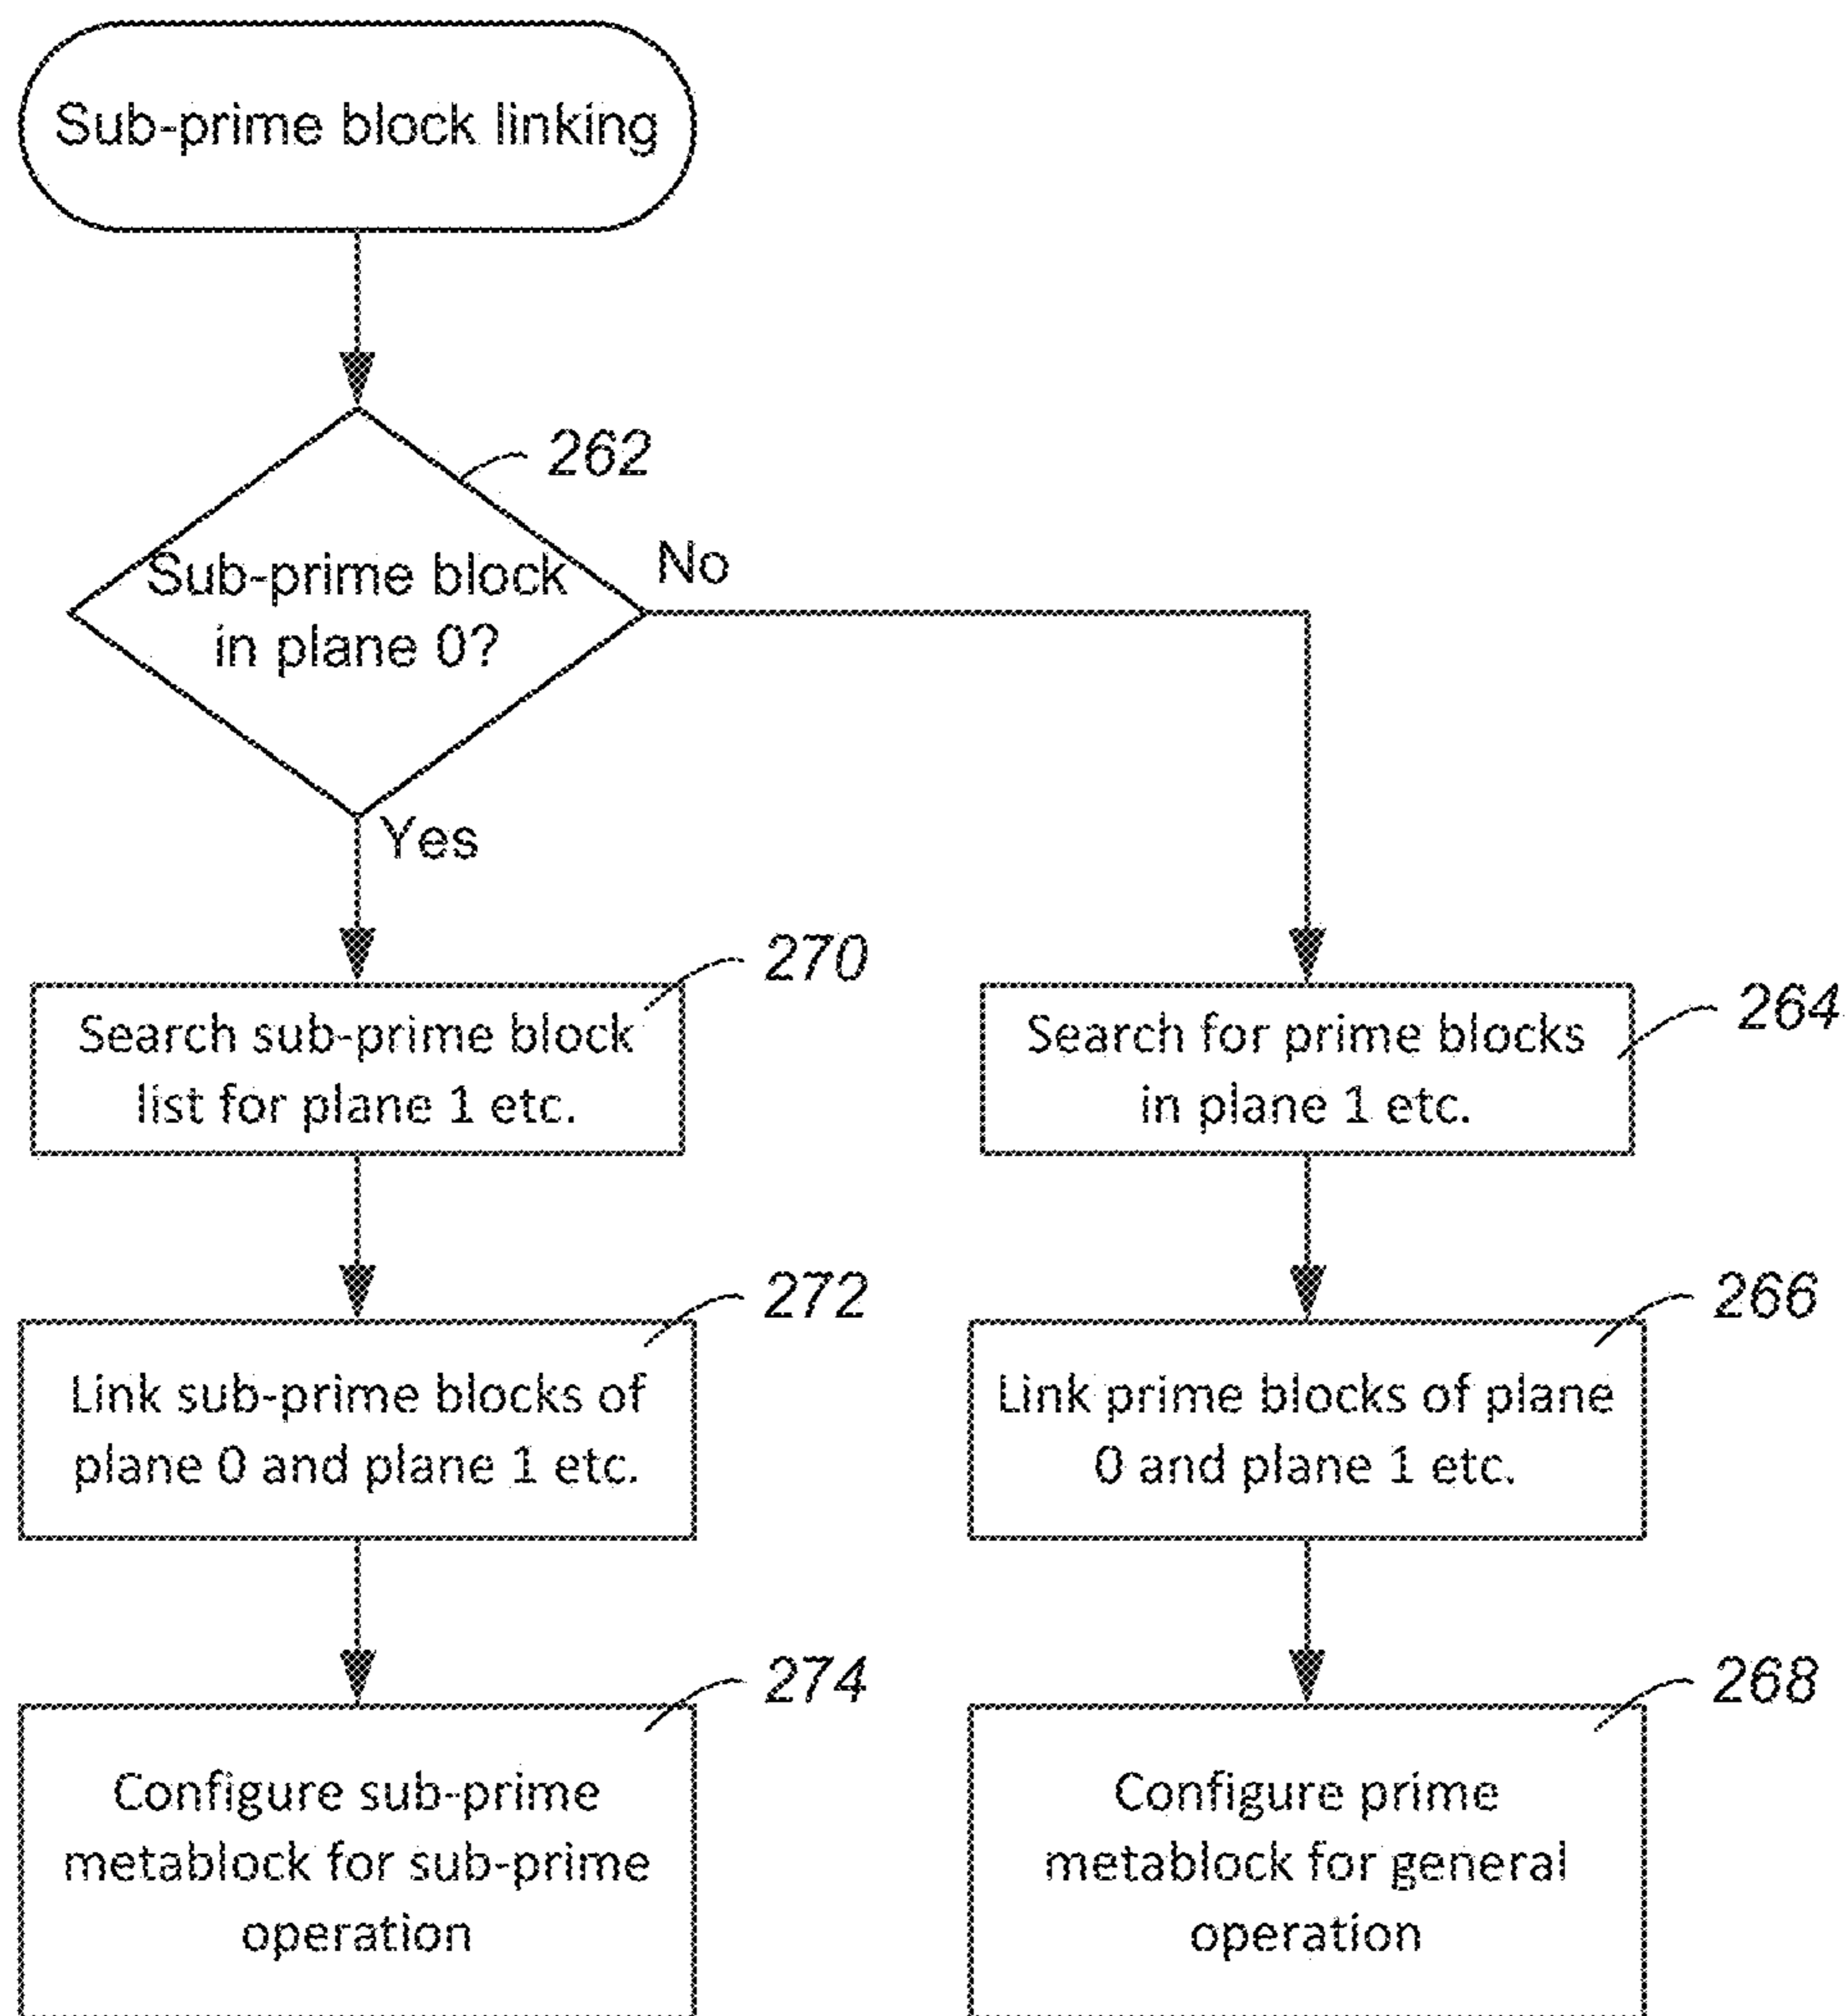 Sub-prime block linking
262
Sub-prime block
in plane 0?
No
Yes
270
Search sub-prime block
list for plane 1 etc.
264
Search for prime blocks
in plane 1 etc.
272
Link sub-prime blocks of
plane 0 and plane 1 etc.
266
Link prime blocks of plane
0 and plane 1 etc.
274
Configure sub-prime
metablock for sub-prime
operation
268
Configure prime
metablock for general
operation